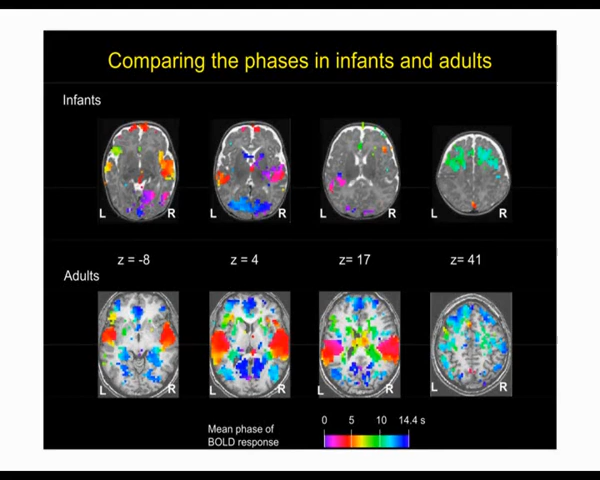 Comparing the phases in infants and adults
Infants
L R L R L R L R
z = -8 z = 4 z= 17 z= 41
Adults
L R L R L R L R
Mean phase of
BOLD response
0 5 10 14.4 s